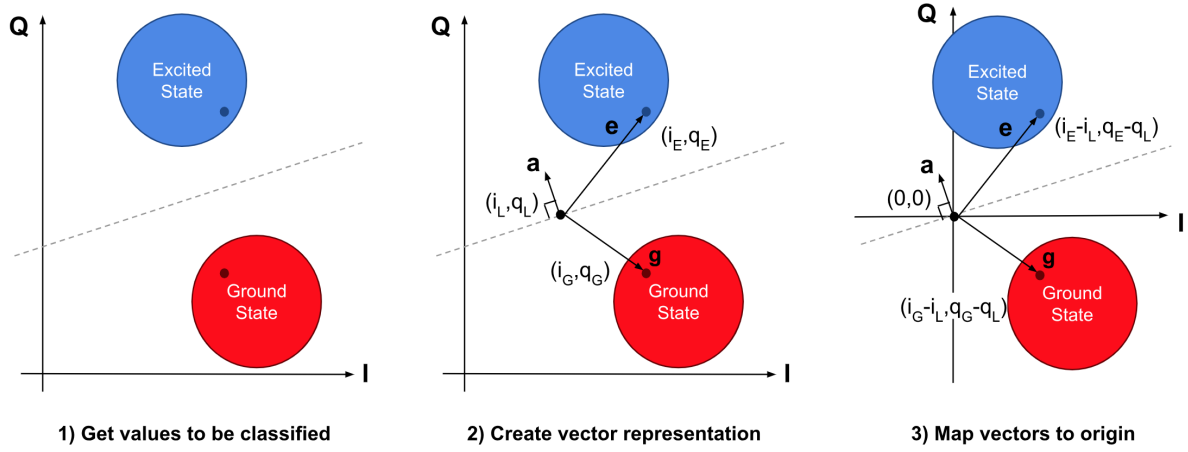 Q
Excited
State
Ground
State
I
1) Get values to be classified
Q
Excited
State
e
(i_E,q_E)
a
(i_L,q_L)
g
(i_G,q_G)
Ground
State
I
2) Create vector representation
Q
Excited
State
e
(i_E-i_L,q_E-q_L)
a
(0,0)
I
g
Ground
State
(i_G-i_L,q_G-q_L)
3) Map vectors to origin